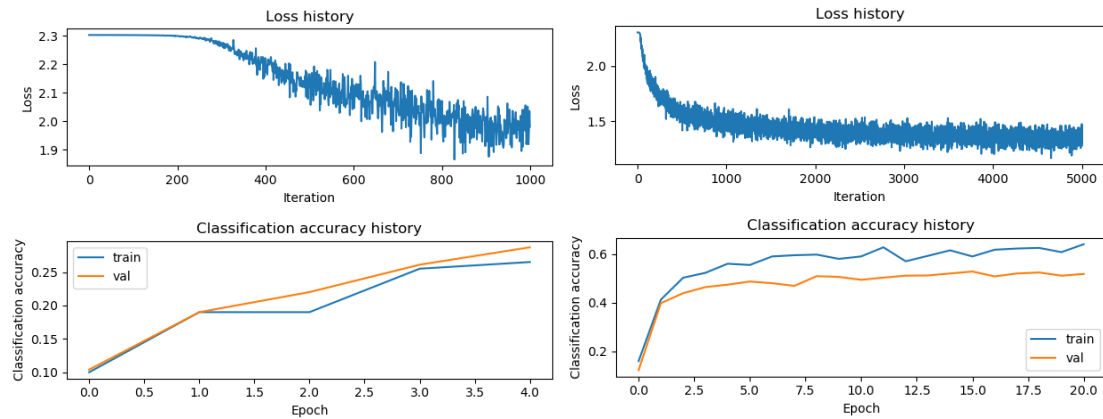 Loss history
2.3
2.2
2.1
2.0
1.9
Loss
0 200 400 600 800 1000
Iteration
Classification accuracy history
0.25
0.20
0.15
0.10
Classification accuracy
train
val
0.0 0.5 1.0 1.5 2.0 2.5 3.0 3.5 4.0
Epoch
Loss history
2.0
1.5
Loss
0 1000 2000 3000 4000 5000
Iteration
Classification accuracy history
0.6
0.4
0.2
Classification accuracy
train
val
0.0 2.5 5.0 7.5 10.0 12.5 15.0 17.5 20.0
Epoch